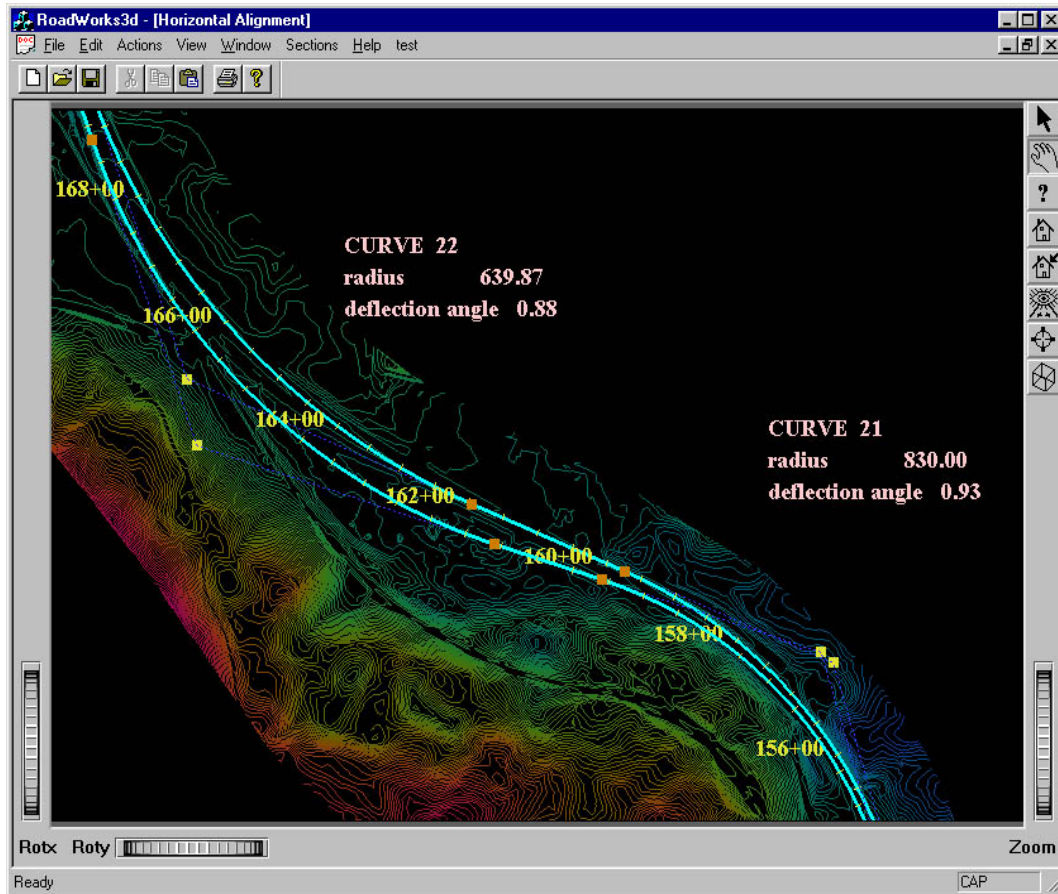 RoadWorks3d - [Horizontal Alignment]
File Edit Actions View Window Sections Help test
168+00
CURVE 22
radius 639.87
deflection angle 0.88
166+00
164+00
CURVE 21
radius 830.00
deflection angle 0.93
162+00
160+00
158+00
156+00
Rotx Roty Zoom
Ready CAP